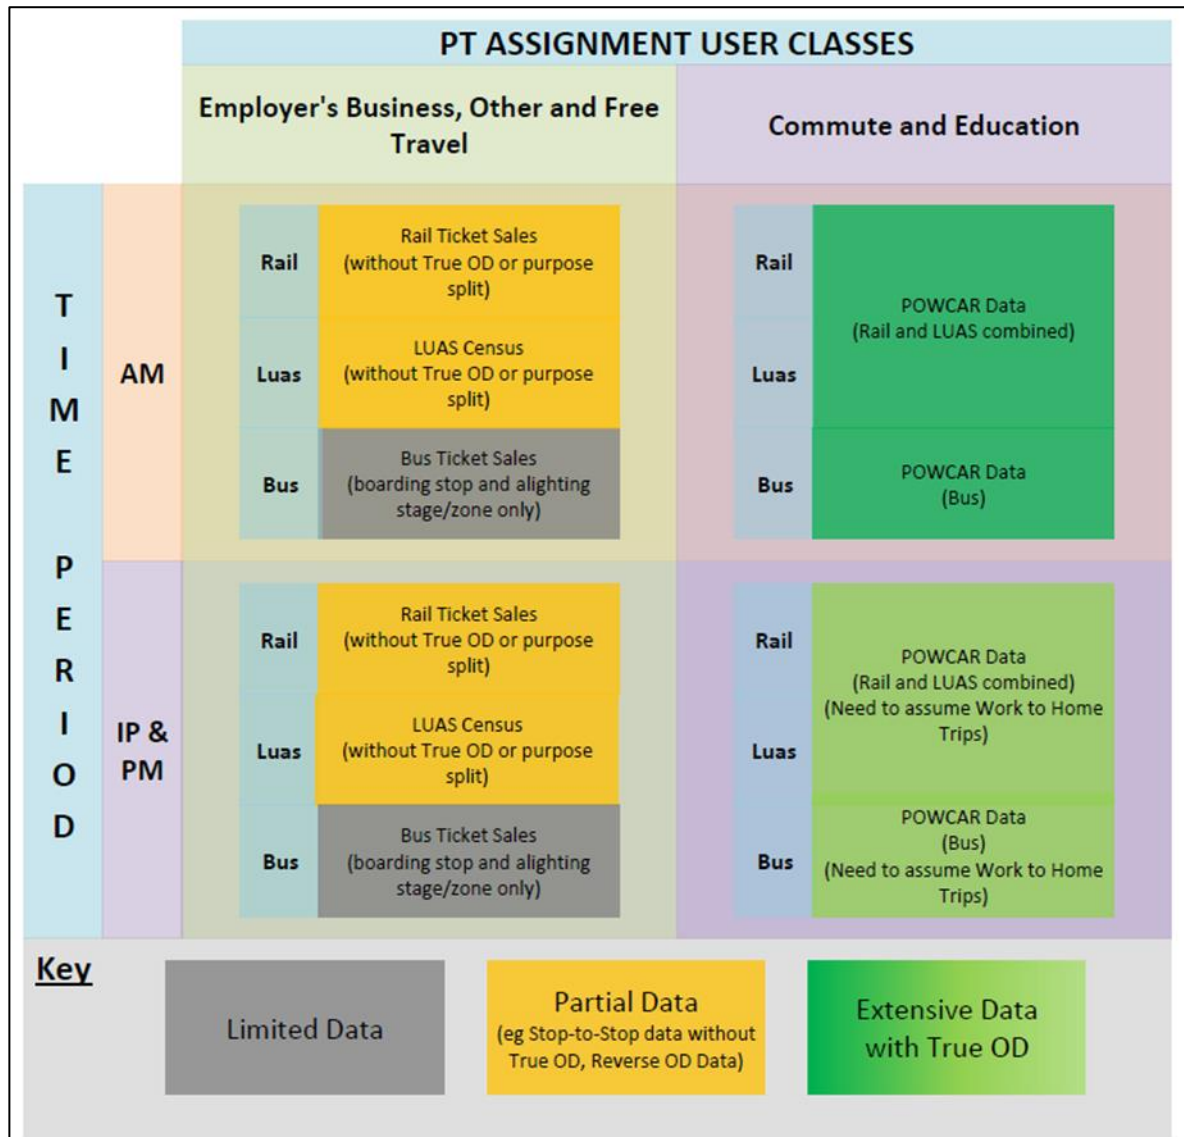 PT ASSIGNMENT USER CLASSES
Employer's Business, Other and Free
Travel
Commute and Education
TIME PERIOD
AM
Rail
Rail Ticket Sales
(without True OD or purpose
split)
Luas
LUAS Census
(without True OD or purpose
split)
Bus
Bus Ticket Sales
(boarding stop and alighting
stage/zone only)
Rail
Luas
POWCAR Data
(Rail and LUAS combined)
Bus
POWCAR Data
(Bus)
IP &
PM
Rail
Rail Ticket Sales
(without True OD or purpose
split)
Luas
LUAS Census
(without True OD or purpose
split)
Bus
Bus Ticket Sales
(boarding stop and alighting
stage/zone only)
Rail
Luas
POWCAR Data
(Rail and LUAS combined)
(Need to assume Work to Home
Trips)
Bus
POWCAR Data
(Bus)
(Need to assume Work to Home
Trips)
Key
Limited Data
Partial Data
(eg Stop-to-Stop data without
True OD, Reverse OD Data)
Extensive Data
with True OD